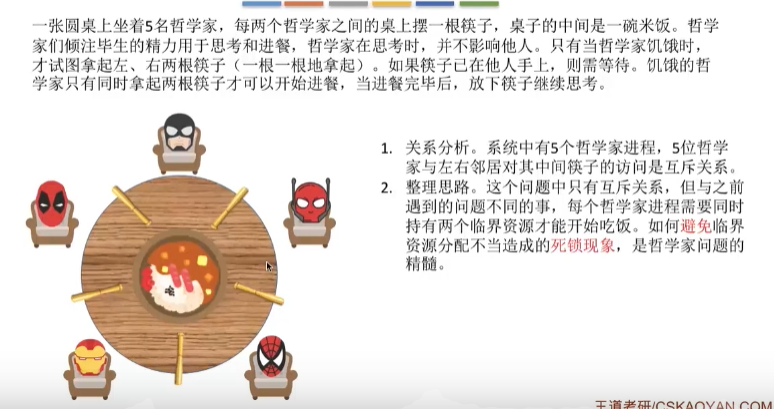 一张圆桌上坐着5名哲学家，每两个哲学家之间的桌上摆一根筷子，桌子的中间是一碗米饭。哲学
家们倾注毕生的精力用于思考和进餐，哲学家在思考时，并不影响他人。只有当哲学家饥饿时，
才试图拿起左、右两根筷子（一根一根地拿起）。如果筷子已在他人手上，则需等待。饥饿的哲
学家只有同时拿起两根筷子才可以开始进餐，当进餐完毕后，放下筷子继续思考。
1. 关系分析。系统中有5个哲学家进程，5位哲学
家与左右邻居对其中间筷子的访问是互斥关系。
2. 整理思路。这个问题中只有互斥关系，但与之前
遇到的问题不同的事，每个哲学家进程需要同时
持有两个临界资源才能开始吃饭。如何避免临界
资源分配不当造成的死锁现象，是哲学家问题的
精髓。
王道考研/CSKAOYAN.COM